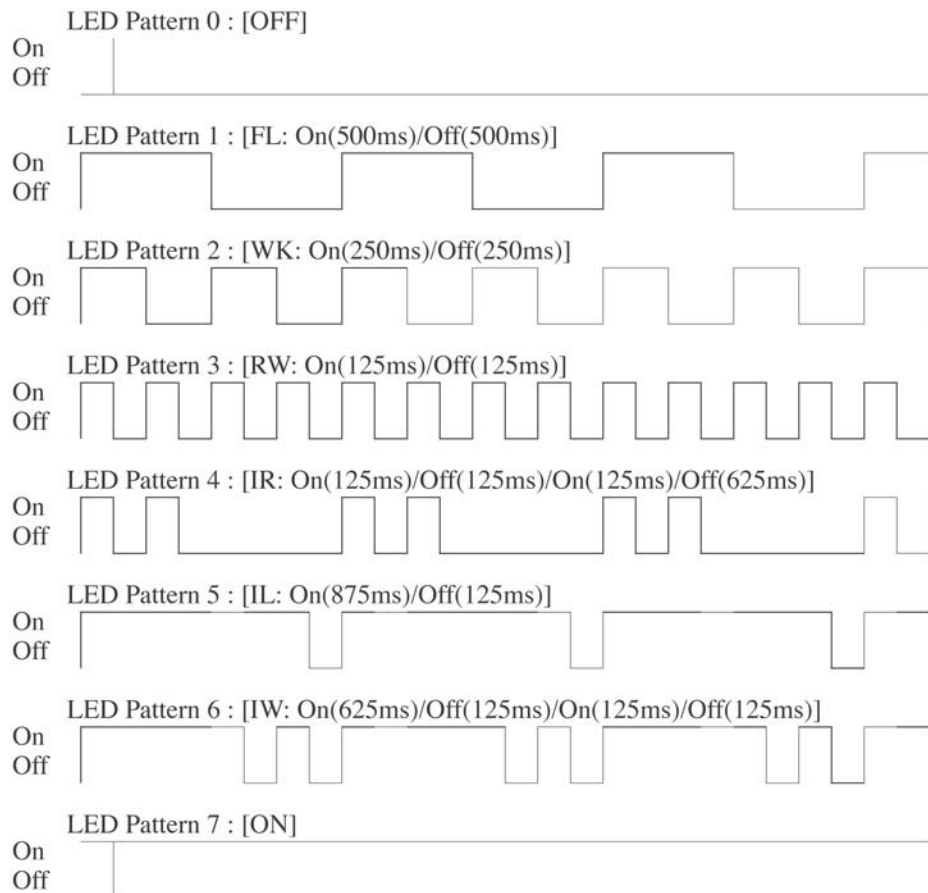 LED Pattern 0 : [OFF]
On
Off
LED Pattern 1 : [FL: On(500ms)/Off(500ms)]
On
Off
LED Pattern 2 : [WK: On(250ms)/Off(250ms)]
On
Off
LED Pattern 3 : [RW: On(125ms)/Off(125ms)]
On
Off
LED Pattern 4 : [IR: On(125ms)/Off(125ms)/On(125ms)/Off(625ms)]
On
Off
LED Pattern 5 : [IL: On(875ms)/Off(125ms)]
On
Off
LED Pattern 6 : [IW: On(625ms)/Off(125ms)/On(125ms)/Off(125ms)]
On
Off
LED Pattern 7 : [ON]
On
Off